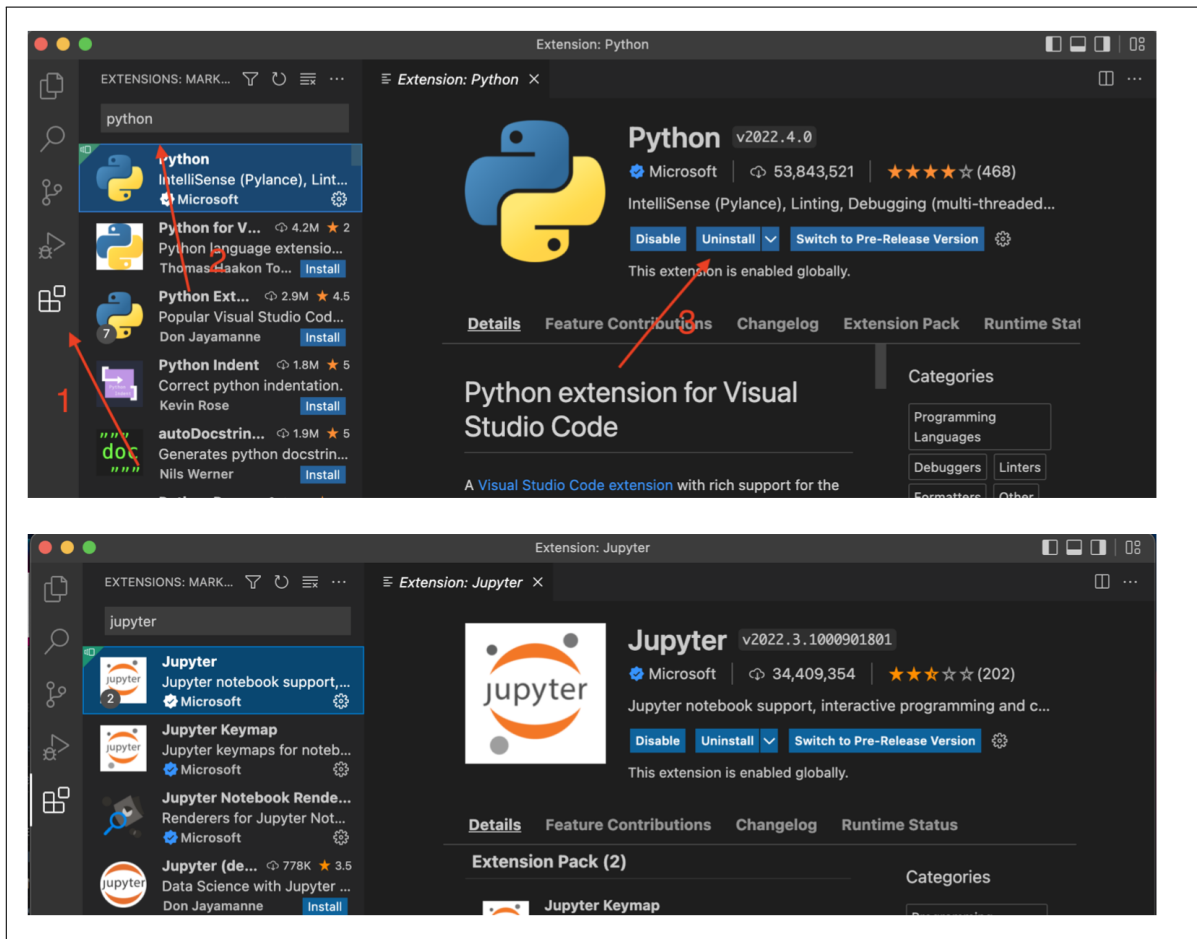 Extension: Python
EXTENSIONS: MARK...
Extension: Python
python
Python
IntelliSense (Pylance), Lint...
Microsoft
Python for V... 4.2M ★ 2
Python language extensio...
Thomas Haakon To... Install
Python Ext... 2.9M ★ 4.5
Popular Visual Studio Cod...
7
Don Jayamanne Install
Python Indent 1.8M ★ 5
Correct python indentation.
Kevin Rose Install
autoDocstrin... 1.9M ★ 5
Generates python docstrin...
Nils Werner Install
""" doc """
1
2
3
Python v2022.4.0
Microsoft 53,843,521 (468)
IntelliSense (Pylance), Linting, Debugging (multi-threaded...
Disable Uninstall Switch to Pre-Release Version
This extension is enabled globally.
Details Feature Contributions Changelog Extension Pack Runtime Stat
Python extension for Visual
Studio Code
A Visual Studio Code extension with rich support for the
Categories
Programming
Languages
Debuggers Linters
Formatters Other
Extension: Jupyter
EXTENSIONS: MARK...
Extension: Jupyter
jupyter
Jupyter
Jupyter notebook support,...
Microsoft
jupyter
2
Jupyter Keymap
Jupyter keymaps for noteb...
Microsoft
jupyter
Jupyter Notebook Rende...
Renderers for Jupyter Not...
Microsoft
Jupyter (de... 778K ★ 3.5
Data Science with Jupyter ...
Don Jayamanne Install
jupyter
jupyter
Jupyter v2022.3.1000901801
Microsoft 34,409,354 (202)
Jupyter notebook support, interactive programming and c...
Disable Uninstall Switch to Pre-Release Version
This extension is enabled globally.
Details Feature Contributions Changelog Runtime Status
Extension Pack (2)
Jupyter Keymap
Categories